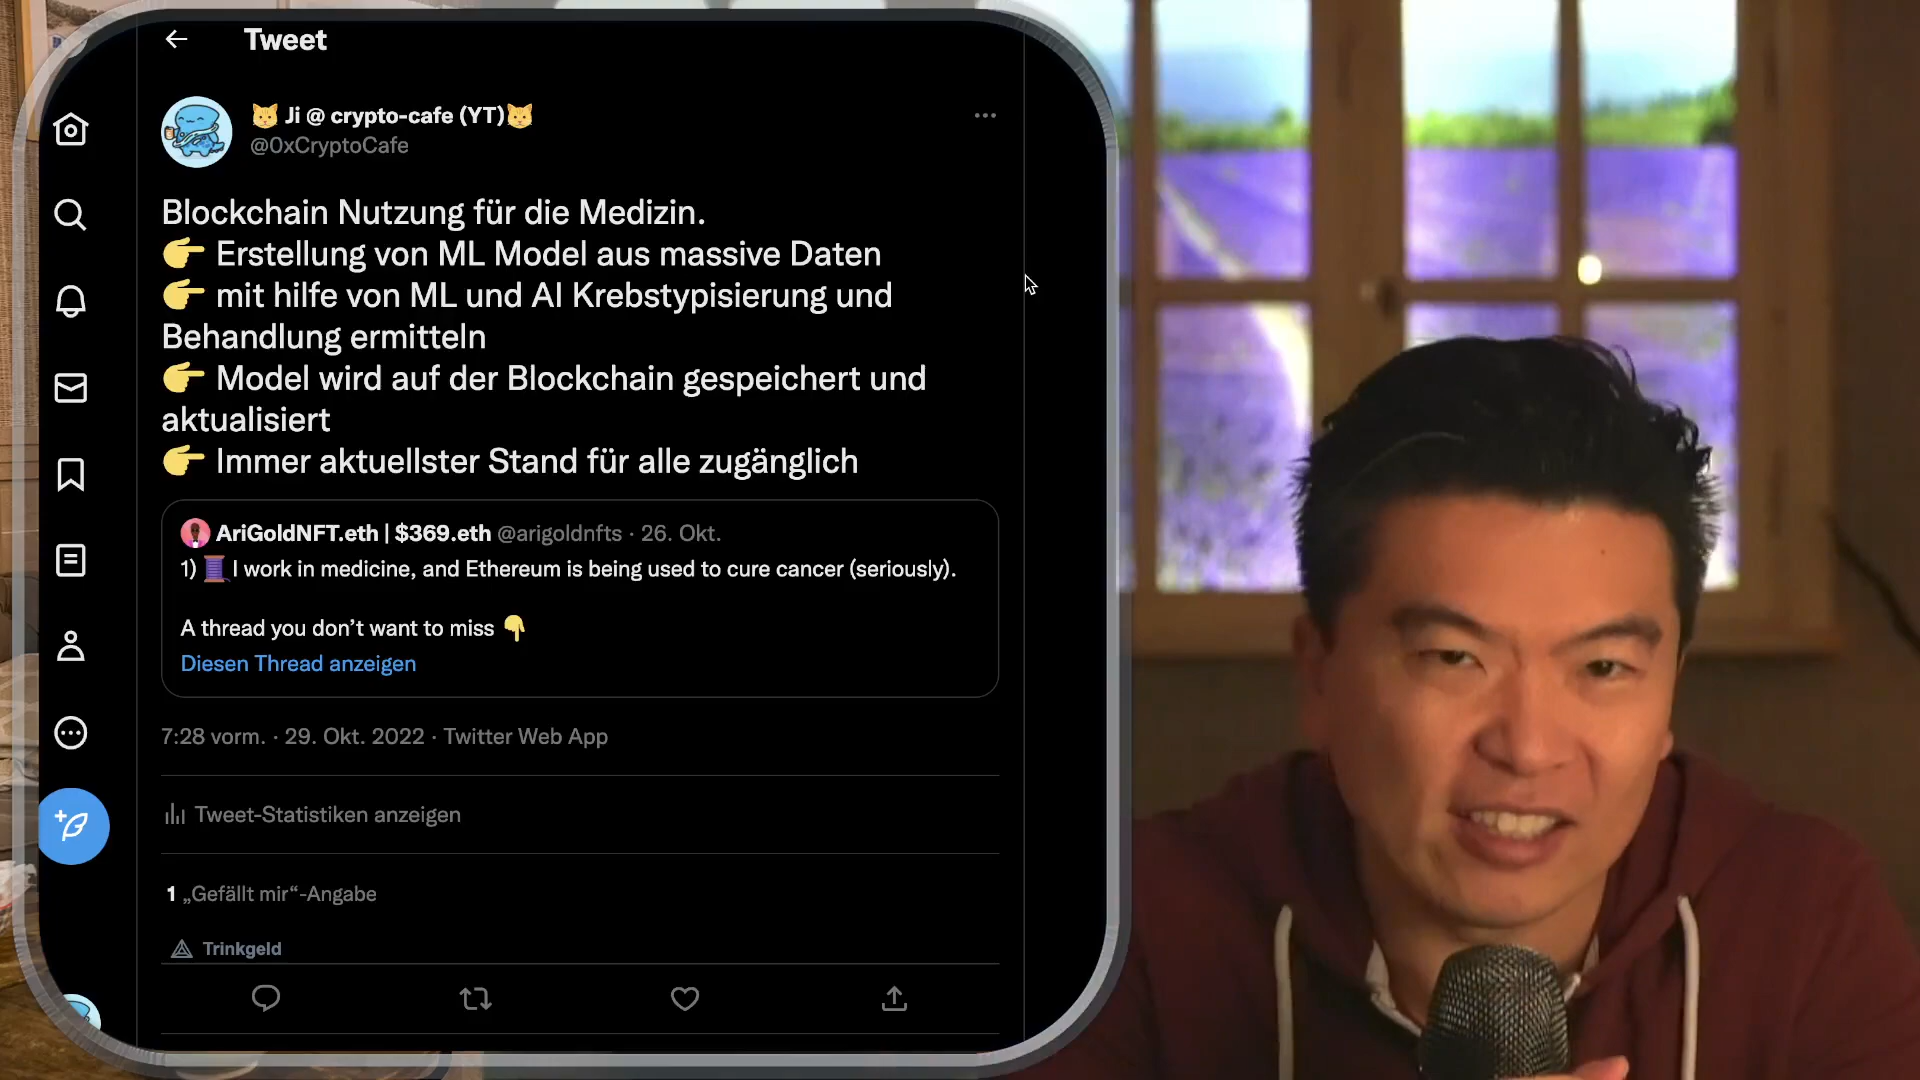 Tweet
🐱 Ji @ crypto-cafe (YT)🐱
@0xCryptoCafe
Blockchain Nutzung für die Medizin.
👉 Erstellung von ML Model aus massive Daten
👉 mit hilfe von ML und AI Krebstypisierung und
Behandlung ermitteln
👉 Model wird auf der Blockchain gespeichert und
aktualisiert
👉 Immer aktuellster Stand für alle zugänglich
AriGoldNFT.eth | $369.eth @arigoldnfts · 26. Okt.
1) 🧵 I work in medicine, and Ethereum is being used to cure cancer (seriously).
A thread you don’t want to miss 👇
Diesen Thread anzeigen
7:28 vorm. · 29. Okt. 2022 · Twitter Web App
Tweet-Statistiken anzeigen
1 „Gefällt mir“-Angabe
Trinkgeld